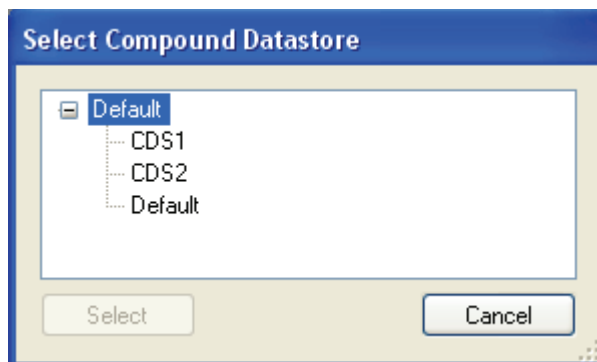 Select Compound Datastore
Default
CDS1
CDS2
Default
Select Cancel